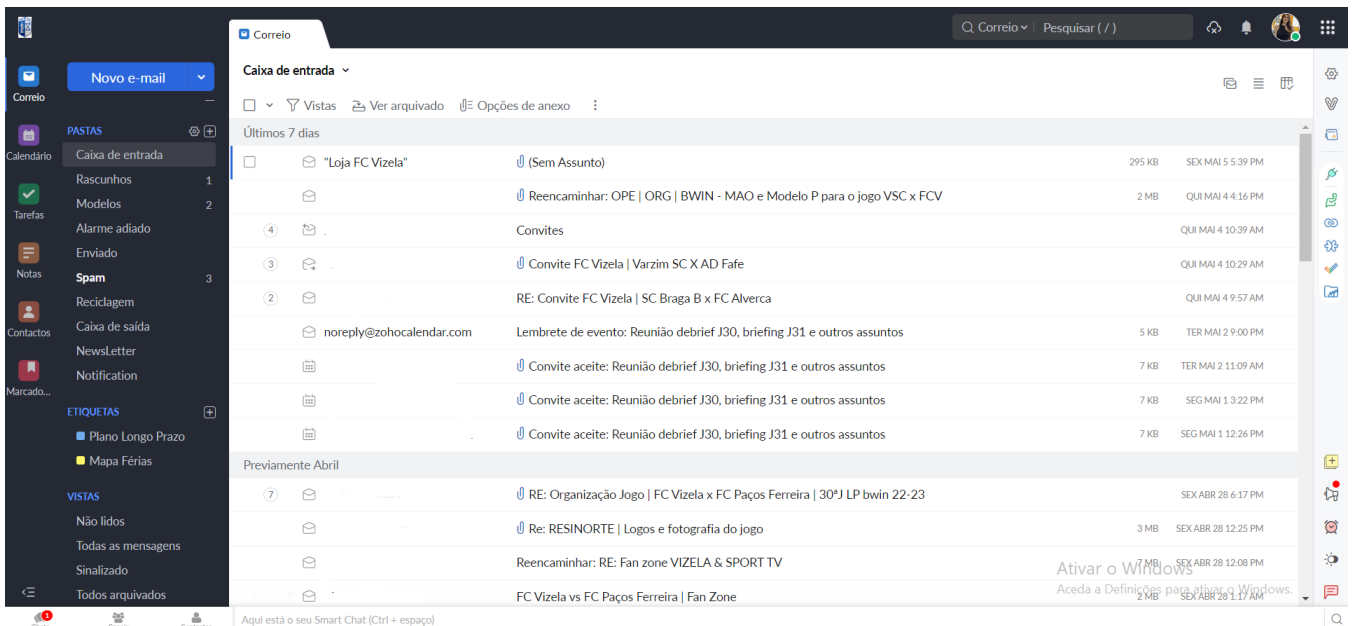 Correio
Correio
Pesquisar ( / )
Novo e-mail
Correio
Calendário
Tarefas
Notas
Contactos
Marcado...
PASTAS
Caixa de entrada
Rascunhos 1
Modelos 2
Alarme adiado
Enviado
Spam 3
Reciclagem
Caixa de saída
NewsLetter
Notification
ETIQUETAS
Plano Longo Prazo
Mapa Férias
VISTAS
Não lidos
Todas as mensagens
Sinalizado
Todos arquivados
Caixa de entrada
Vistas Ver arquivado Opções de anexo
Últimos 7 dias
"Loja FC Vizela" (Sem Assunto) 295 KB SEX MAI 5 5:39 PM
Reencaminhar: OPE | ORG | BWIN - MAO e Modelo P para o jogo VSC x FCV 2 MB QUI MAI 4 4:16 PM
4 Convites QUI MAI 4 10:39 AM
3 Convite FC Vizela | Varzim SC X AD Fafe QUI MAI 4 10:29 AM
2 RE: Convite FC Vizela | SC Braga B x FC Alverca QUI MAI 4 9:57 AM
noreply@zohocalendar.com Lembrete de evento: Reunião debrief J30, briefing J31 e outros assuntos 5 KB TER MAI 2 9:00 PM
Convite aceite: Reunião debrief J30, briefing J31 e outros assuntos 7 KB TER MAI 2 11:09 AM
Convite aceite: Reunião debrief J30, briefing J31 e outros assuntos 7 KB SEG MAI 1 3:22 PM
Convite aceite: Reunião debrief J30, briefing J31 e outros assuntos 7 KB SEG MAI 1 12:26 PM
Previamente Abril
7 RE: Organização Jogo | FC Vizela x FC Paços Ferreira | 30ªJ LP bwin 22-23 SEX ABR 28 6:17 PM
Re: RESINORTE | Logos e fotografia do jogo 3 MB SEX ABR 28 12:25 PM
Reencaminhar: RE: Fan zone VIZELA & SPORT TV 7 MB SEX ABR 28 12:08 PM
FC Vizela vs FC Paços Ferreira | Fan Zone 2 MB SEX ABR 28 1:17 AM
Ativar o Windows
Aceda a Definições para ativar o Windows.
1
Aqui está o seu Smart Chat (Ctrl + espaço)